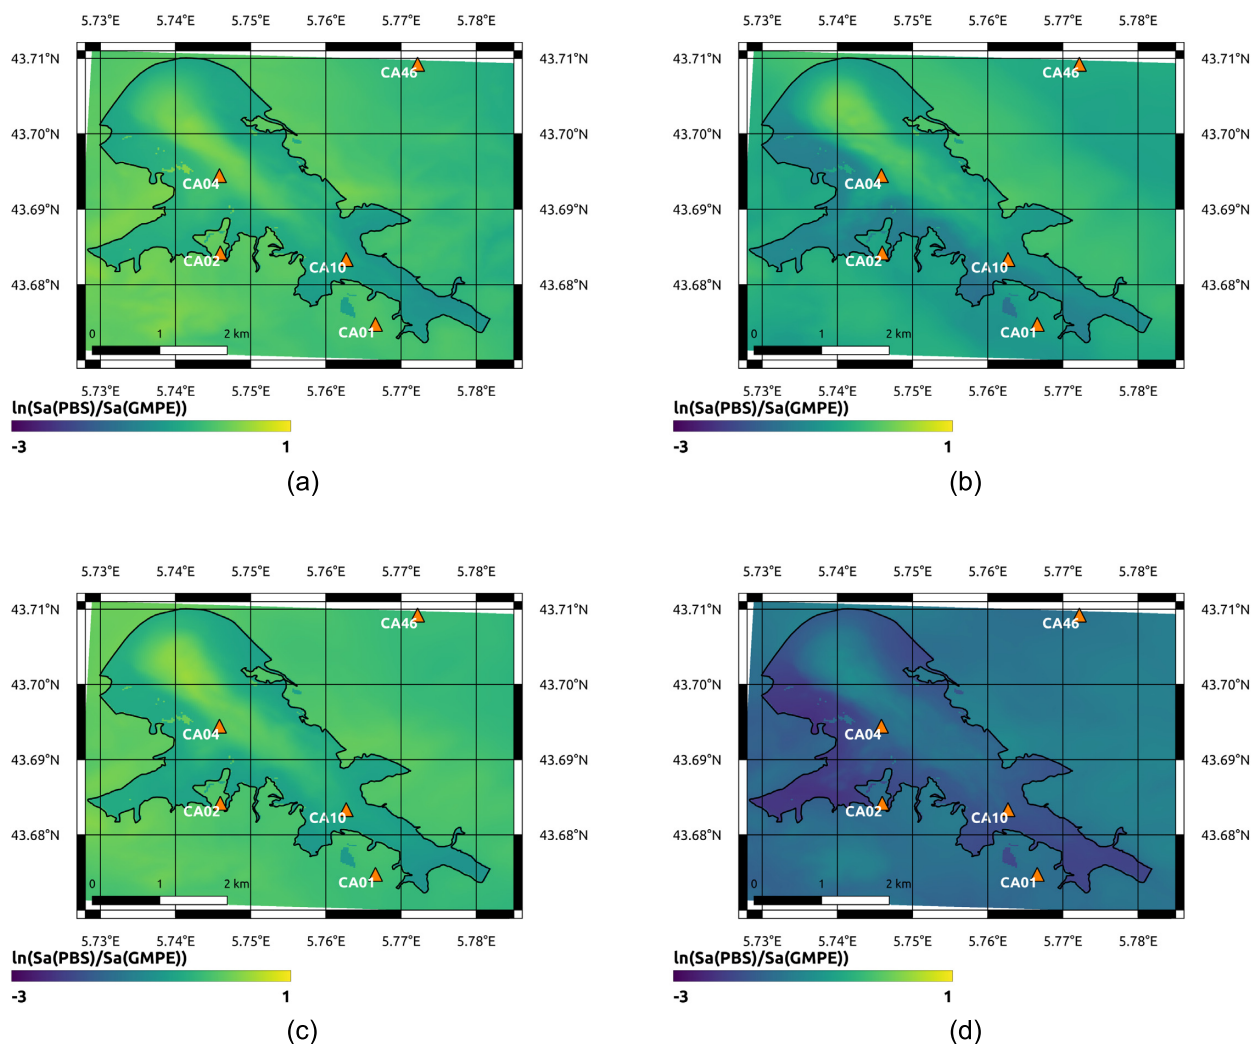 5.73°E 5.74°E 5.75°E 5.76°E 5.77°E 5.78°E
43.71°N 43.71°N
CA46
43.70°N 43.70°N
CA04
43.69°N 43.69°N
CA02 CA10
43.68°N 43.68°N
CA01
0 1 2 km
5.73°E 5.74°E 5.75°E 5.76°E 5.77°E 5.78°E
ln(Sa(PBS)/Sa(GMPE))
-3 1
(a)
5.73°E 5.74°E 5.75°E 5.76°E 5.77°E 5.78°E
43.71°N 43.71°N
CA46
43.70°N 43.70°N
CA04
43.69°N 43.69°N
CA02 CA10
43.68°N 43.68°N
CA01
0 1 2 km
5.73°E 5.74°E 5.75°E 5.76°E 5.77°E 5.78°E
ln(Sa(PBS)/Sa(GMPE))
-3 1
(b)
5.73°E 5.74°E 5.75°E 5.76°E 5.77°E 5.78°E
43.71°N 43.71°N
CA46
43.70°N 43.70°N
CA04
43.69°N 43.69°N
CA02 CA10
43.68°N 43.68°N
CA01
0 1 2 km
5.73°E 5.74°E 5.75°E 5.76°E 5.77°E 5.78°E
ln(Sa(PBS)/Sa(GMPE))
-3 1
(c)
5.73°E 5.74°E 5.75°E 5.76°E 5.77°E 5.78°E
43.71°N 43.71°N
CA46
43.70°N 43.70°N
CA04
43.69°N 43.69°N
CA02 CA10
43.68°N 43.68°N
CA01
0 1 2 km
5.73°E 5.74°E 5.75°E 5.76°E 5.77°E 5.78°E
ln(Sa(PBS)/Sa(GMPE))
-3 1
(d)